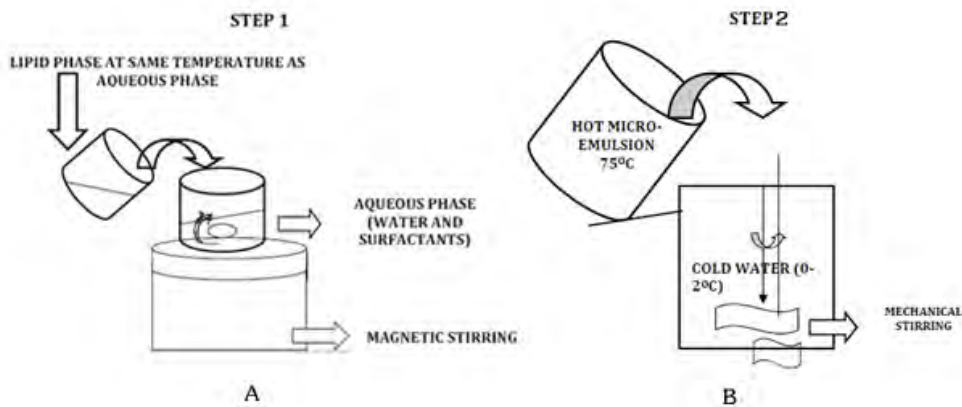 STEP 1
LIPID PHASE AT SAME TEMPERATURE AS
AQUEOUS PHASE
AQUEOUS PHASE
(WATER AND
SURFACTANTS)
MAGNETIC STIRRING
A
STEP 2
HOT MICRO-
EMULSION
75ºC
COLD WATER (0-
2ºC)
MECHANICAL
STIRRING
B